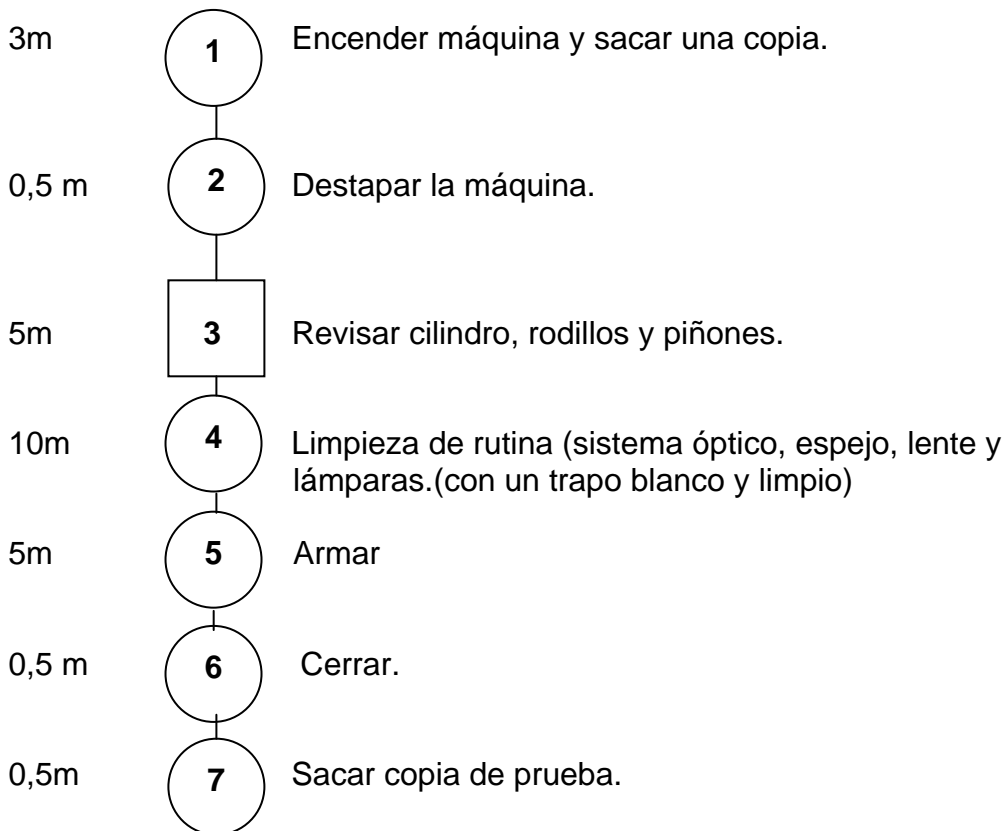 3m 1 Encender máquina y sacar una copia.
0,5 m 2 Destapar la máquina.
5m 3 Revisar cilindro, rodillos y piñones.
10m 4 Limpieza de rutina (sistema óptico, espejo, lente y
lámparas.(con un trapo blanco y limpio)
5m 5 Armar
0,5 m 6 Cerrar.
0,5m 7 Sacar copia de prueba.